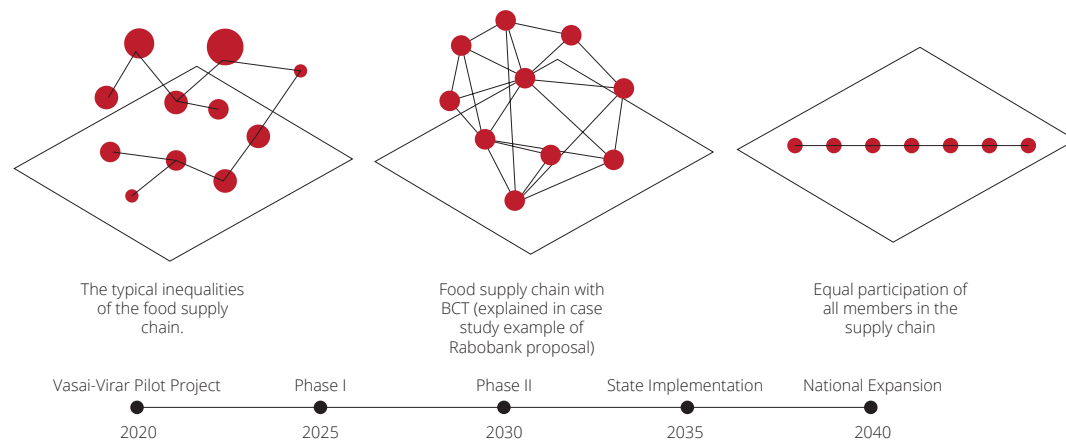 The typical inequalities
of the food supply
chain.
Food supply chain with
BCT (explained in case
study example of
Rabobank proposal)
Equal participation of
all members in the
supply chain
Vasai-Virar Pilot Project
Phase I
Phase II
State Implementation
National Expansion
2020
2025
2030
2035
2040